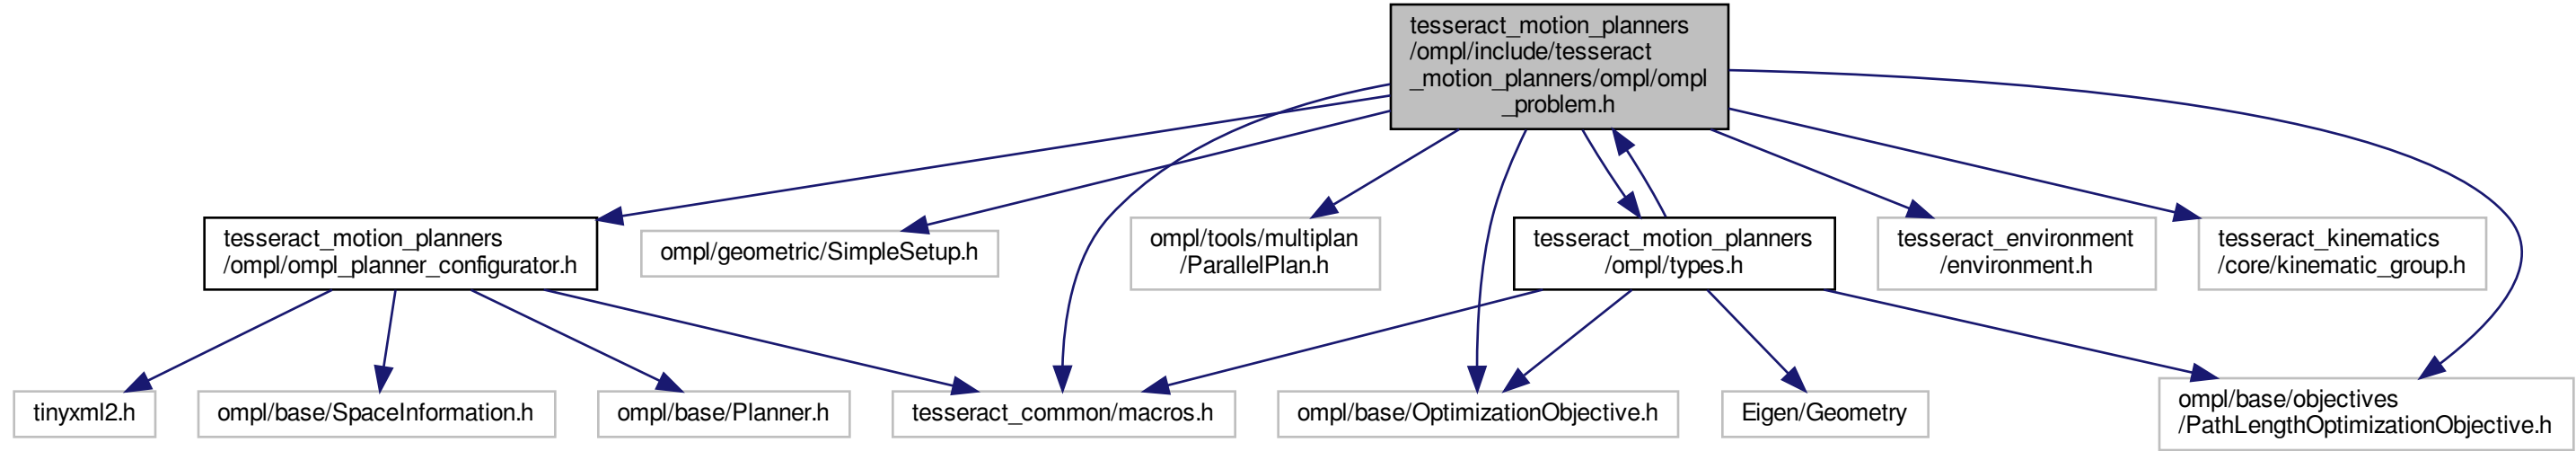 tesseract_motion_planners
/ompl/include/tesseract
_motion_planners/ompl/ompl
_problem.h
tesseract_motion_planners
/ompl/ompl_planner_configurator.h
ompl/geometric/SimpleSetup.h
ompl/tools/multiplan
/ParallelPlan.h
tesseract_motion_planners
/ompl/types.h
tesseract_environment
/environment.h
tesseract_kinematics
/core/kinematic_group.h
tinyxml2.h
ompl/base/SpaceInformation.h
ompl/base/Planner.h
tesseract_common/macros.h
ompl/base/OptimizationObjective.h
Eigen/Geometry
ompl/base/objectives
/PathLengthOptimizationObjective.h